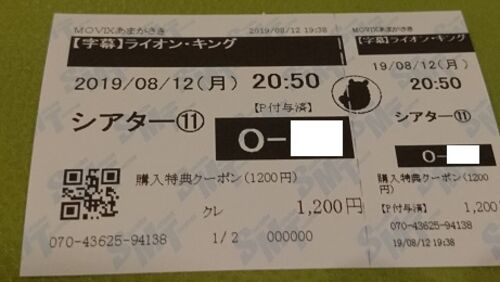 MOVIXあまがさき 2019/08/12 19:38
【字幕】ライオン・キング
2019/08/12(月) 20:50
【P付与済】
シアター⑪
O-
購入特典クーポン(1200円)
クレ 1,200円
070-43625-94138 1/2 000000
MOVIXあまがさき
【字幕】ライオン・キング
19/08/12(月)
20:50
シアター⑪
O-
購入特典クーポン(1200
円)
【P付与済】 1,200円
070-43625-94138
19/08/12 19:38
SMT